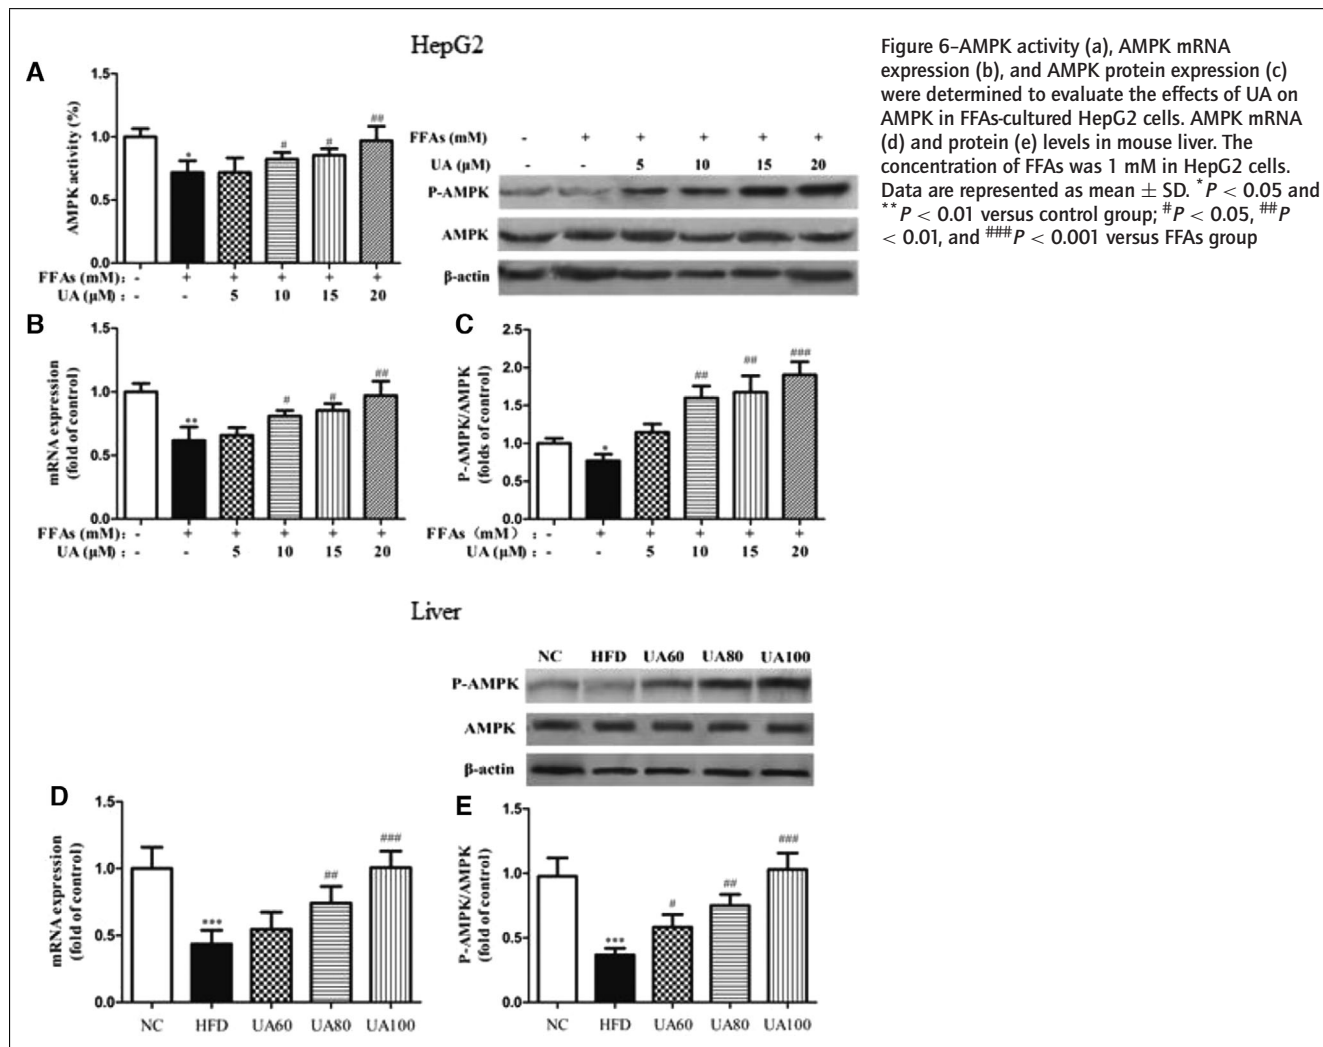 HepG2
A
AMPK activity (%)
1.5
1.0
0.5
0.0
FFAs (mM): - + + + + +
UA (μM) : - - 5 10 15 20
*
#
#
##
FFAs (mM) - + + + + +
UA (μM) - - 5 10 15 20
P-AMPK
AMPK
β-actin
Figure 6–AMPK activity (a), AMPK mRNA
expression (b), and AMPK protein expression (c)
were determined to evaluate the effects of UA on
AMPK in FFAs-cultured HepG2 cells. AMPK mRNA
(d) and protein (e) levels in mouse liver. The
concentration of FFAs was 1 mM in HepG2 cells.
Data are represented as mean ± SD. *P < 0.05 and
**P < 0.01 versus control group; #P < 0.05, ##P
< 0.01, and ###P < 0.001 versus FFAs group
B
mRNA expression
(fold of control)
1.5
1.0
0.5
0.0
**
#
#
##
FFAs (mM): - + + + + +
UA (μM) : - - 5 10 15 20
C
P-AMPK/AMPK
(folds of control)
2.5
2.0
1.5
1.0
0.5
0.0
*
##
##
###
FFAs (mM) : - + + + + +
UA (μM) : - - 5 10 15 20
Liver
NC HFD UA60 UA80 UA100
P-AMPK
AMPK
β-actin
D
mRNA expression
(fold of control)
1.5
1.0
0.5
0.0
***
##
###
NC HFD UA60 UA80 UA100
E
P-AMPK/AMPK
(fold of control)
1.5
1.0
0.5
0.0
***
#
##
###
NC HFD UA60 UA80 UA100